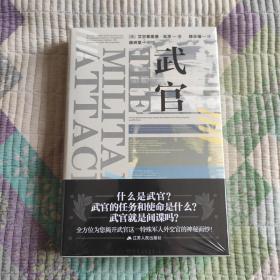 武官
THE
MILITA
ATTACH
什么是武官?
武官的任务和使命是什么?
武官就是间谍吗?
全方位为您揭开武官这一特殊军人外交官的神秘面纱!
江苏人民出版社